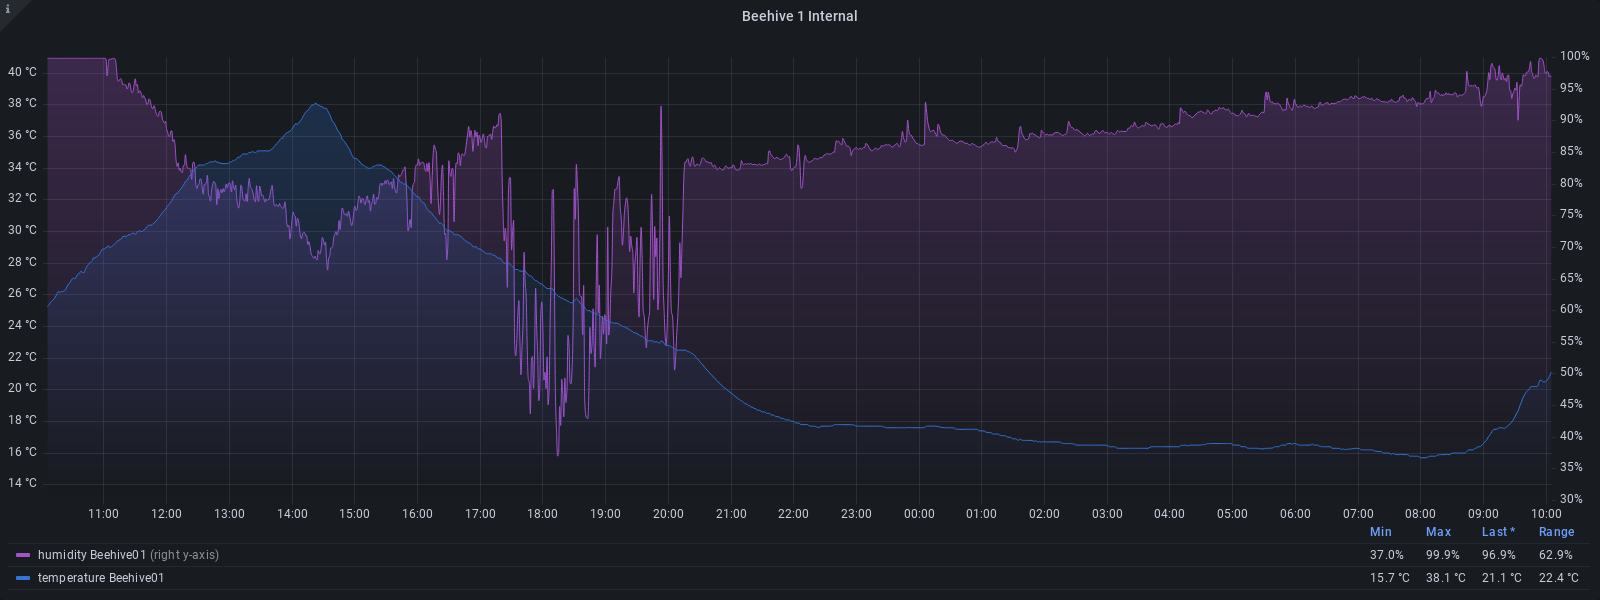 i
Beehive 1 Internal
40 °C
38 °C
36 °C
34 °C
32 °C
30 °C
28 °C
26 °C
24 °C
22 °C
20 °C
18 °C
16 °C
14 °C
100%
95%
90%
85%
80%
75%
70%
65%
60%
55%
50%
45%
40%
35%
30%
11:00 12:00 13:00 14:00 15:00 16:00 17:00 18:00 19:00 20:00 21:00 22:00 23:00 00:00 01:00 02:00 03:00 04:00 05:00 06:00 07:00 08:00 09:00 10:00
Min Max Last * Range
humidity Beehive01 (right y-axis) 37.0% 99.9% 96.9% 62.9%
temperature Beehive01 15.7 °C 38.1 °C 21.1 °C 22.4 °C